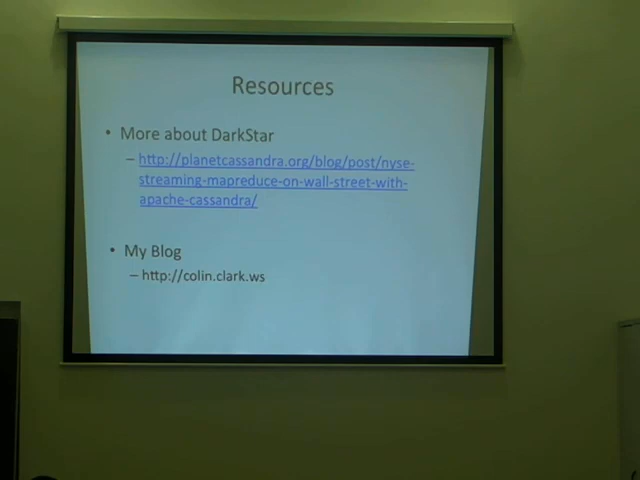 Resources
• More about DarkStar
– http://planetcassandra.org/blog/post/nyse-
streaming-mapreduce-on-wall-street-with-
apache-cassandra/
• My Blog
– http://colin.clark.ws